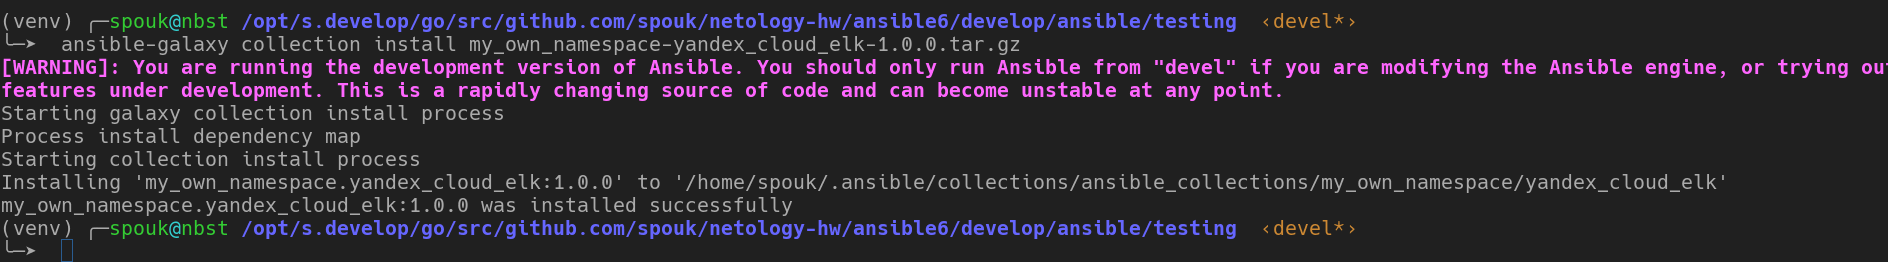 (venv) ╭─spouk@nbst /opt/s.develop/go/src/github.com/spouk/netology-hw/ansible6/develop/ansible/testing ‹devel*›
╰─➤ ansible-galaxy collection install my_own_namespace-yandex_cloud_elk-1.0.0.tar.gz
[WARNING]: You are running the development version of Ansible. You should only run Ansible from "devel" if you are modifying the Ansible engine, or trying ou
features under development. This is a rapidly changing source of code and can become unstable at any point.
Starting galaxy collection install process
Process install dependency map
Starting collection install process
Installing 'my_own_namespace.yandex_cloud_elk:1.0.0' to '/home/spouk/.ansible/collections/ansible_collections/my_own_namespace/yandex_cloud_elk'
my_own_namespace.yandex_cloud_elk:1.0.0 was installed successfully
(venv) ╭─spouk@nbst /opt/s.develop/go/src/github.com/spouk/netology-hw/ansible6/develop/ansible/testing ‹devel*›
╰─➤